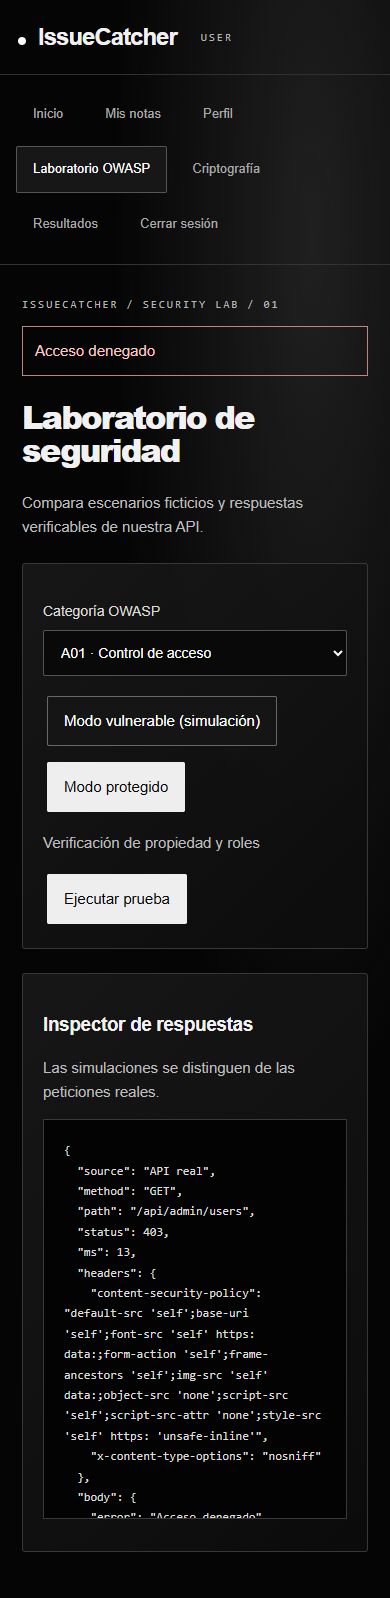 IssueCatcher USER
Inicio Mis notas Perfil
Laboratorio OWASP Criptografía
Resultados Cerrar sesión
ISSUECATCHER / SECURITY LAB / 01
Acceso denegado
Laboratorio de
seguridad
Compara escenarios ficticios y respuestas
verificables de nuestra API.
Categoría OWASP
A01 · Control de acceso
Modo vulnerable (simulación)
Modo protegido
Verificación de propiedad y roles
Ejecutar prueba
Inspector de respuestas
Las simulaciones se distinguen de las
peticiones reales.
{
  "source": "API real",
  "method": "GET",
  "path": "/api/admin/users",
  "status": 403,
  "ms": 13,
  "headers": {
    "content-security-policy":
"default-src 'self';base-uri
'self';font-src 'self' https:
data:;form-action 'self';frame-
ancestors 'self';img-src 'self'
data:;object-src 'none';script-src
'self';script-src-attr 'none';style-src
'self' https: 'unsafe-inline'",
    "x-content-type-options": "nosniff"
  },
  "body": {
    "error": "Acceso denegado"